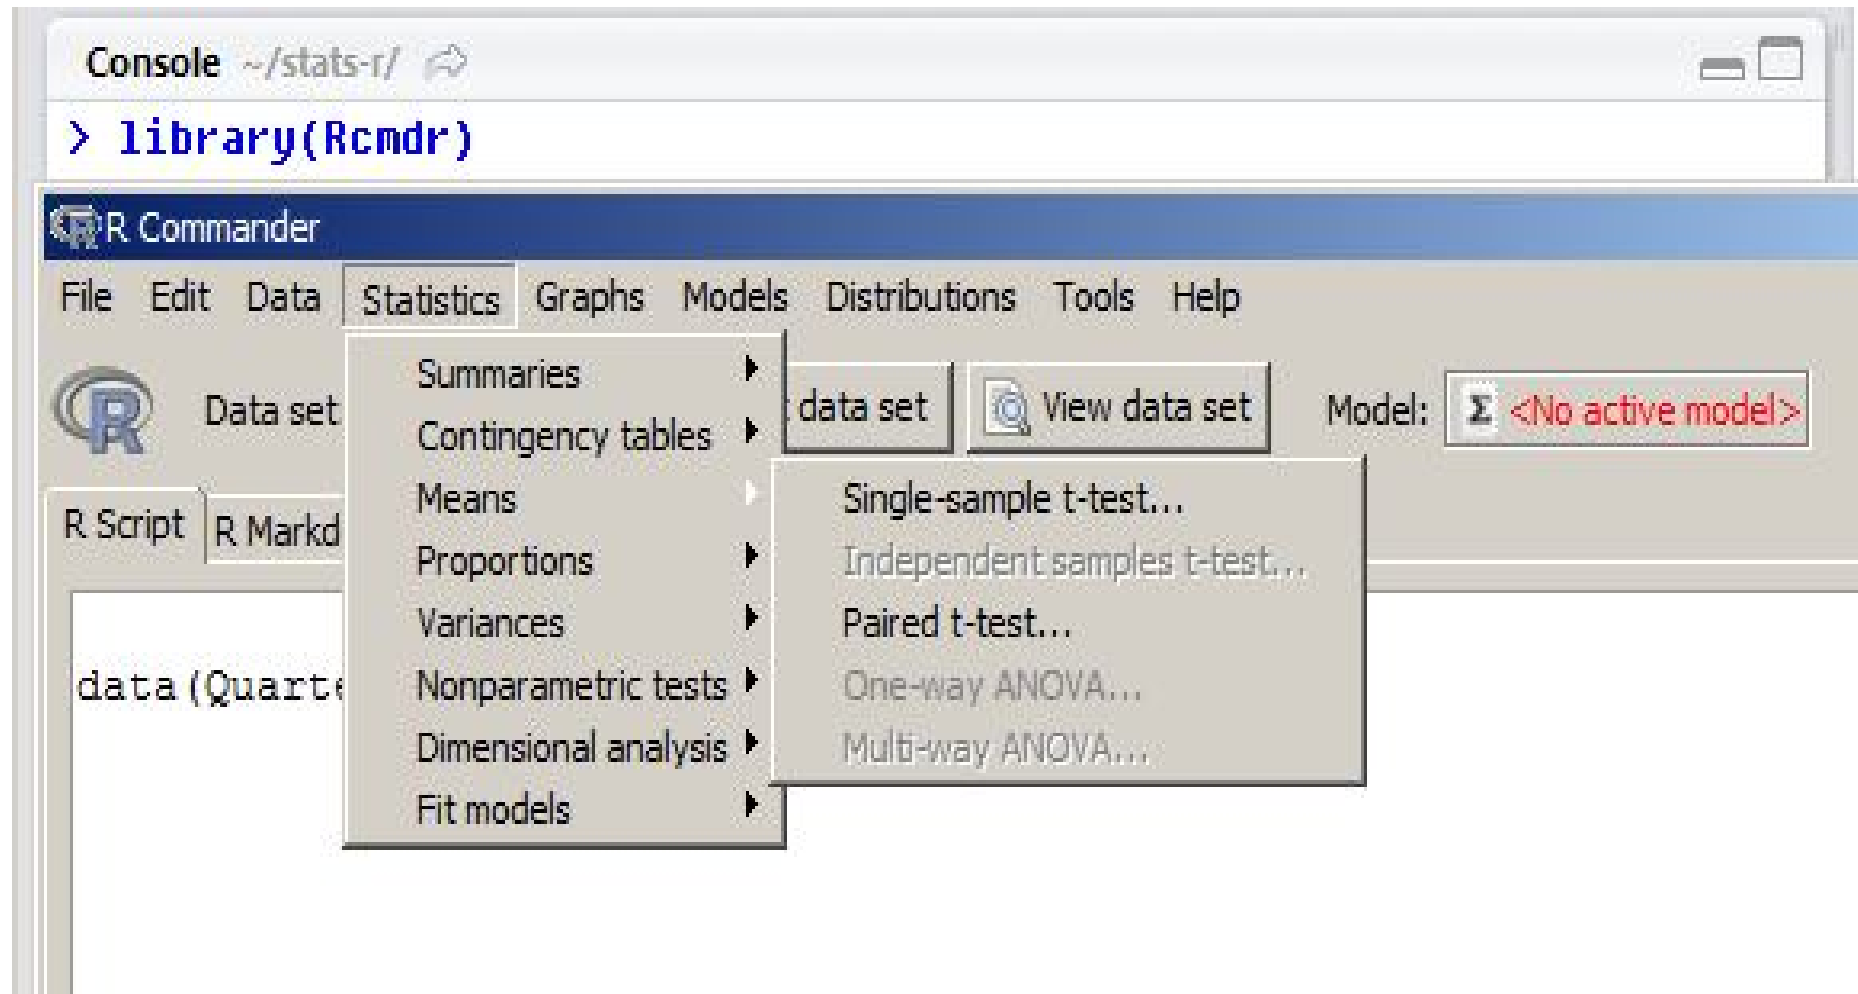 Console ~/stats-r/
> library(Rcmdr)
R Commander
File Edit Data Statistics Graphs Models Distributions Tools Help
Data set data set View data set Model: Σ <No active model>
R Script R Markd
data(Quarte
Summaries
Contingency tables
Means
Proportions
Variances
Nonparametric tests
Dimensional analysis
Fit models
Single-sample t-test...
Independent samples t-test...
Paired t-test...
One-way ANOVA...
Multi-way ANOVA...